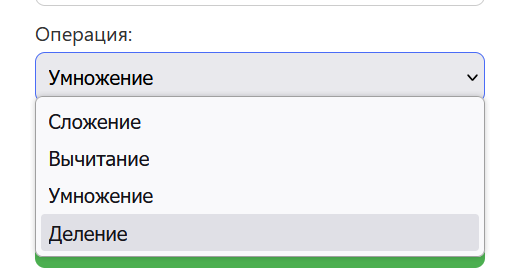 Операция:
Умножение
Сложение
Вычитание
Умножение
Деление